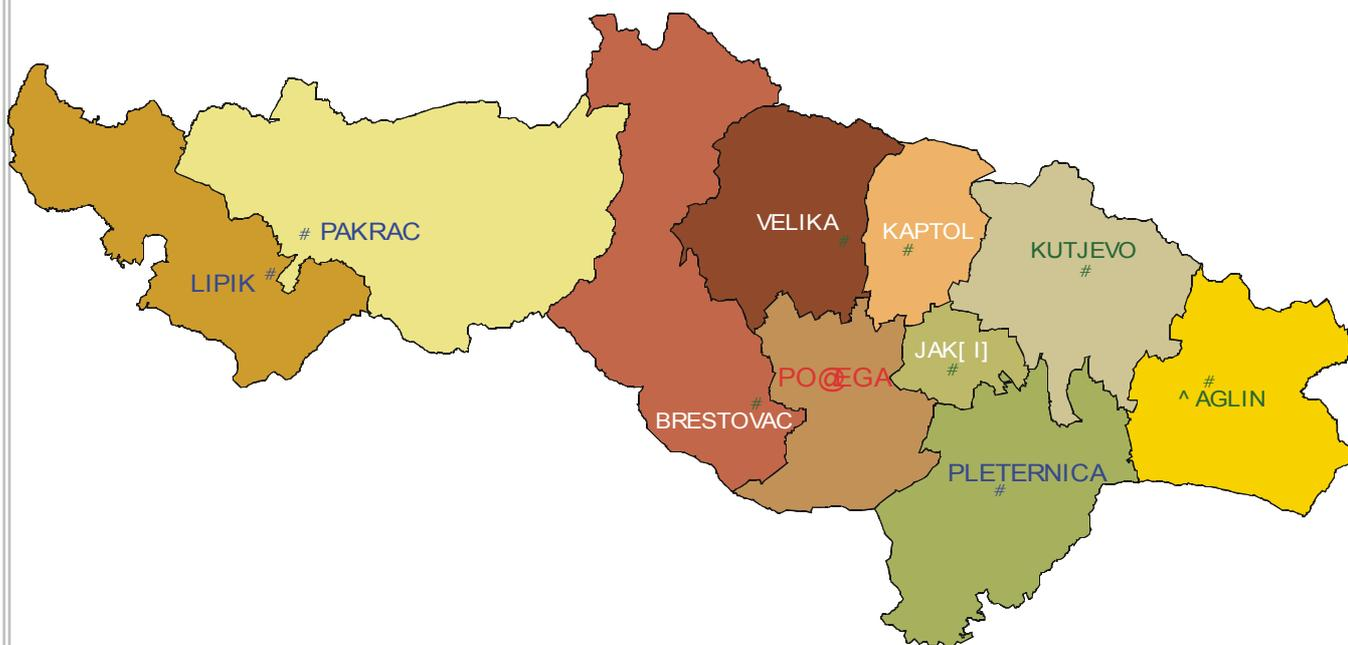 # PAKRAC
LIPIK #
VELIKA
#
KAPTOL
#
KUTJEVO
#
JAK[ I]
#
PO@EGA
#
BRESTOVAC
#
^ AGLIN
PLETERNICA
#